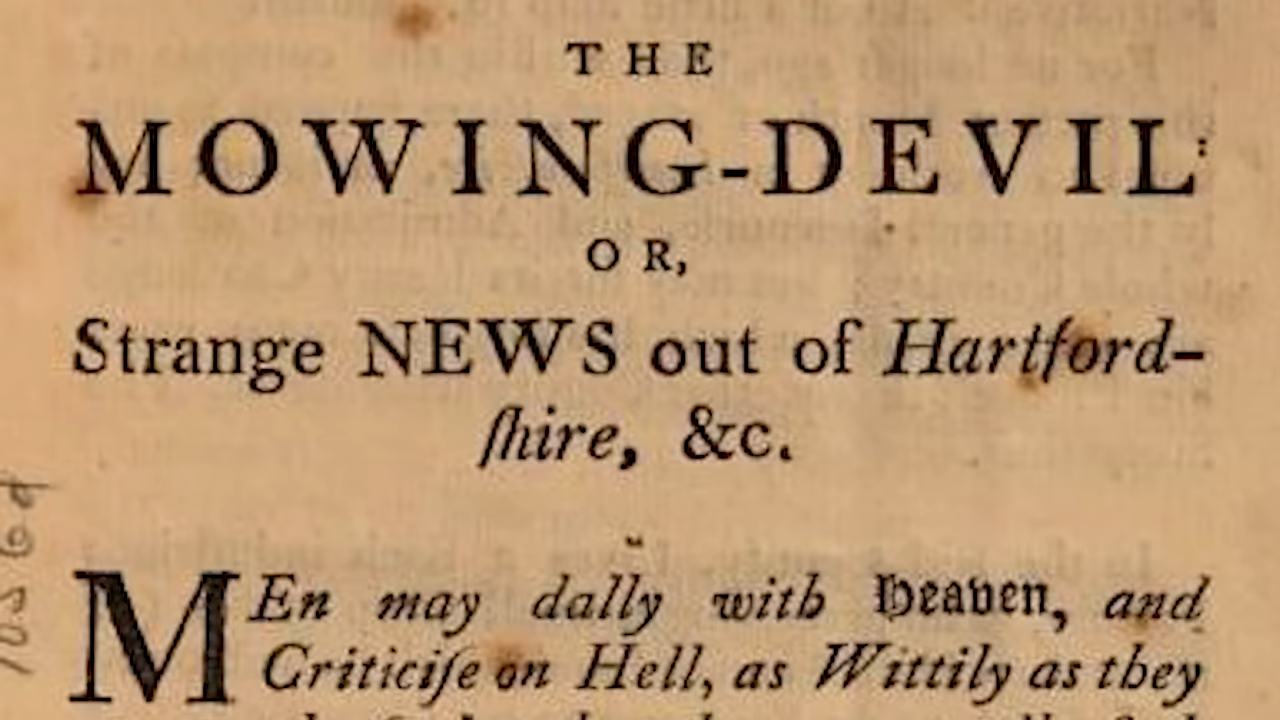 THE
MOWING-DEVIL:
OR,
Strange NEWS out of Hartford-
ſhire, &c.
MEn may dally with Heaven, and
Criticiſe on Hell, as Wittily as they